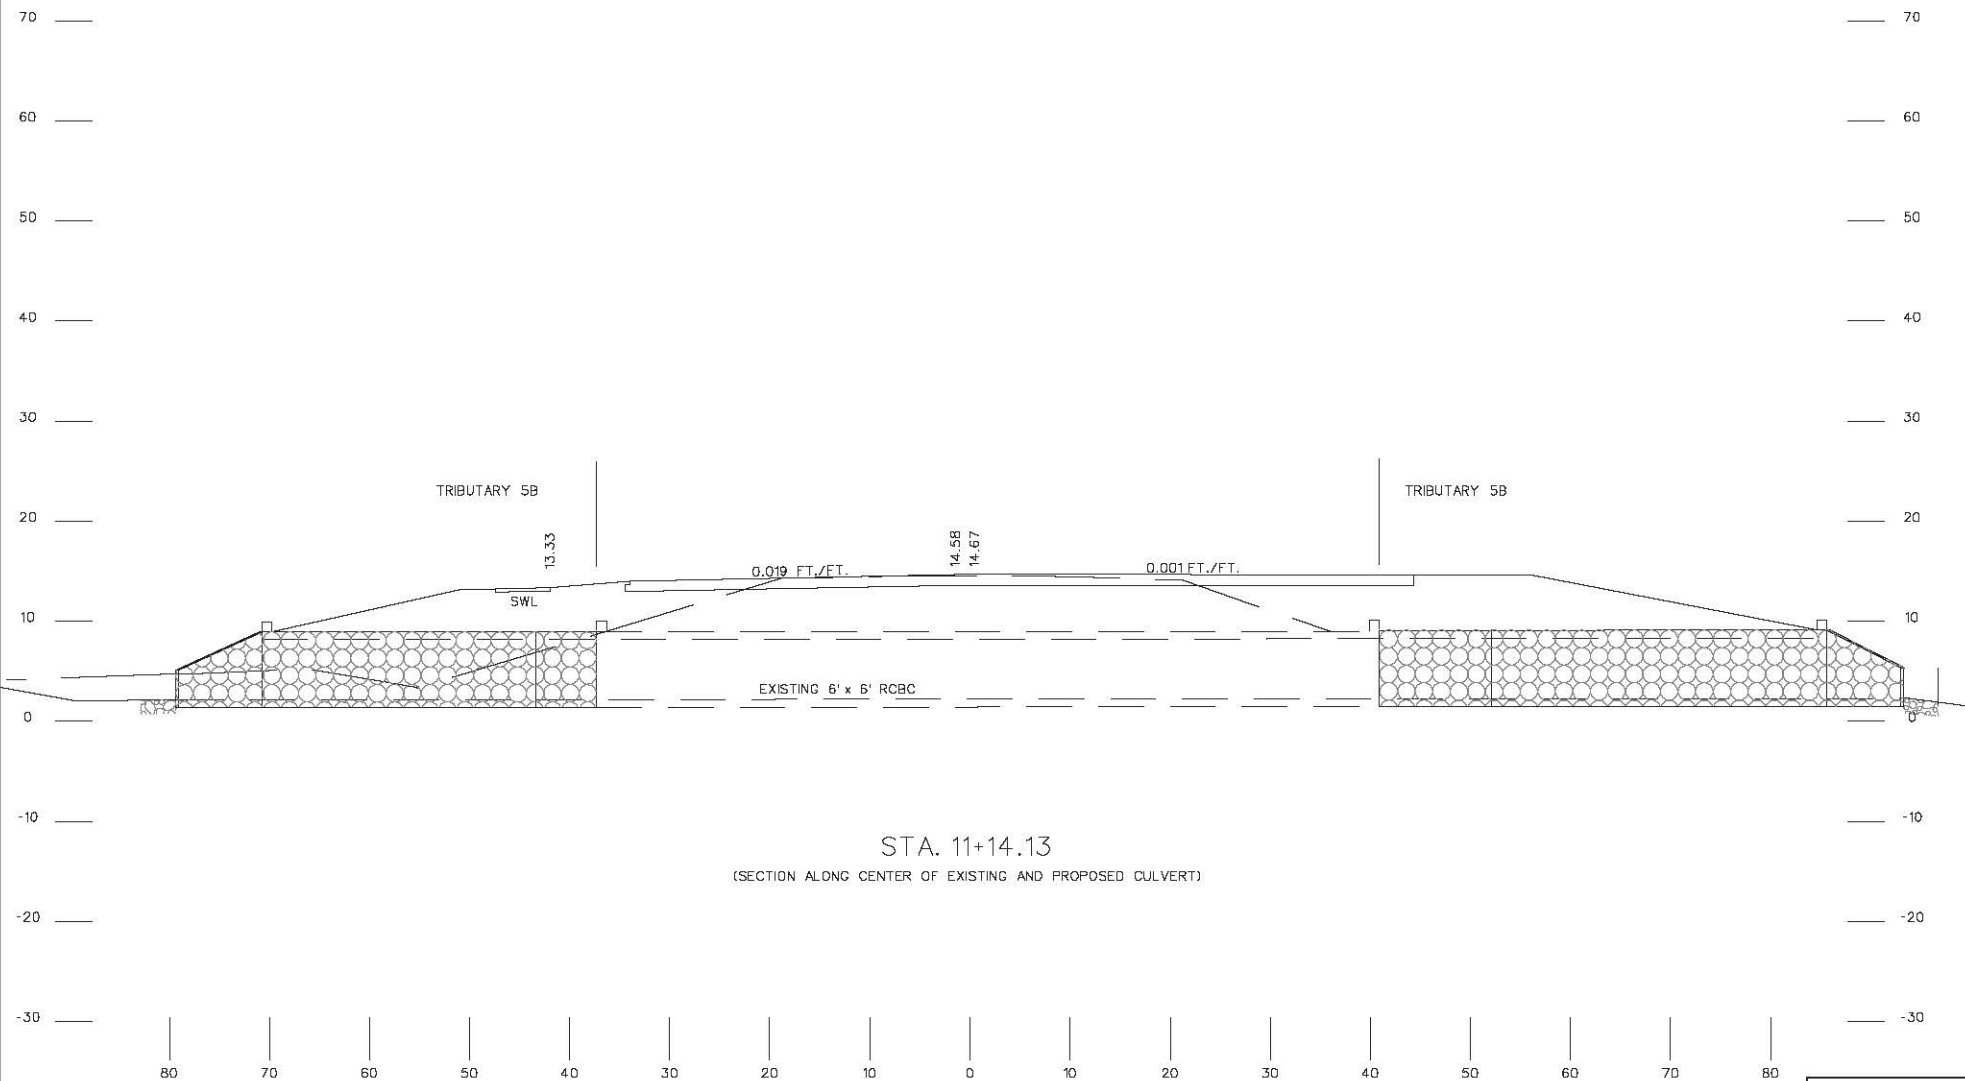 70 70
60 60
50 50
40 40
30 30
TRIBUTARY 5B TRIBUTARY 5B
20 20
13.33 14.58 14.67
0.019 FT./FT. 0.001 FT./FT.
SWL
10 10
EXISTING 6' x 6' RCBC
0 0
-10 -10
STA. 11+14.13
(SECTION ALONG CENTER OF EXISTING AND PROPOSED CULVERT)
-20 -20
-30 -30
80 70 60 50 40 30 20 10 0 10 20 30 40 50 60 70 80